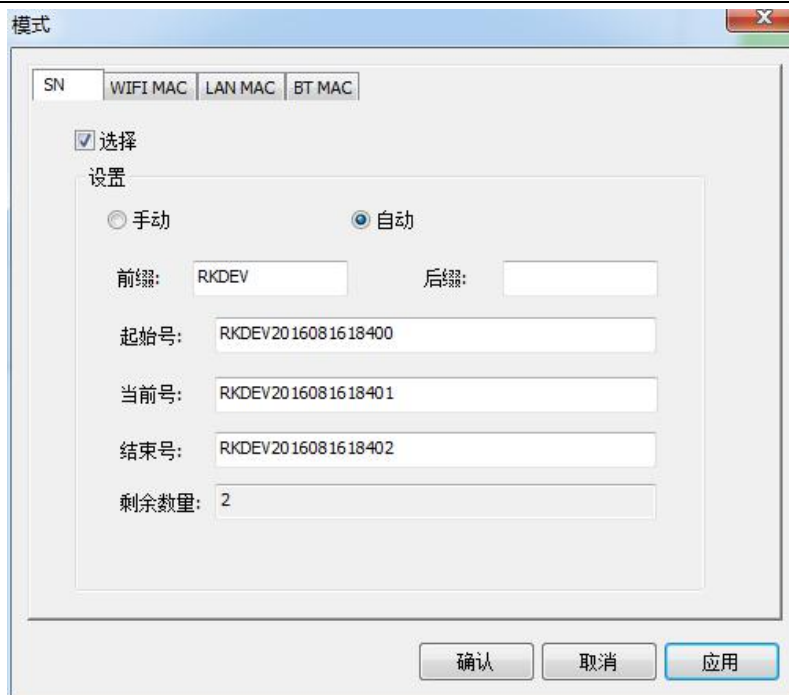 模式
SN WIFI MAC LAN MAC BT MAC
选择
设置
手动 自动
前缀: RKDEV 后缀:
起始号: RKDEV2016081618400
当前号: RKDEV2016081618401
结束号: RKDEV2016081618402
剩余数量: 2
确认 取消 应用